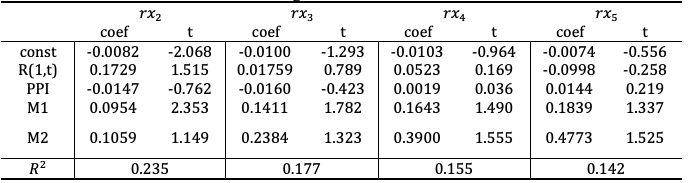 rx2 rx3 rx4 rx5
coef t coef t coef t coef t
const -0.0082 -2.068 -0.0100 -1.293 -0.0103 -0.964 -0.0074 -0.556
R(1,t) 0.1729 1.515 0.01759 0.789 0.0523 0.169 -0.0998 -0.258
PPI -0.0147 -0.762 -0.0160 -0.423 0.0019 0.036 0.0144 0.219
M1 0.0954 2.353 0.1411 1.782 0.1643 1.490 0.1839 1.337
M2 0.1059 1.149 0.2384 1.323 0.3900 1.555 0.4773 1.525
R² 0.235 0.177 0.155 0.142